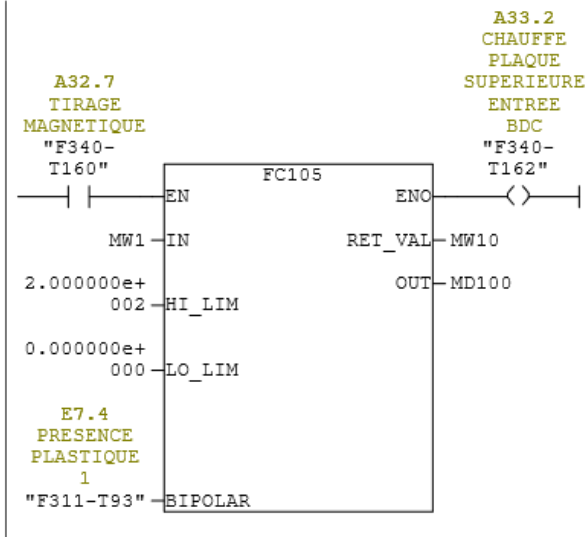 A33.2
CHAUFFE
PLAQUE
SUPERIEURE
ENTREE
BDC
"F340-
T162"
A32.7
TIRAGE
MAGNETIQUE
"F340-
T160"
FC105
EN
ENO
MW1
IN
RET_VAL
MW10
2.000000e+
002
HI_LIM
OUT
MD100
0.000000e+
000
LO_LIM
E7.4
PRESENCE
PLASTIQUE
1
"F311-T93"
BIPOLAR